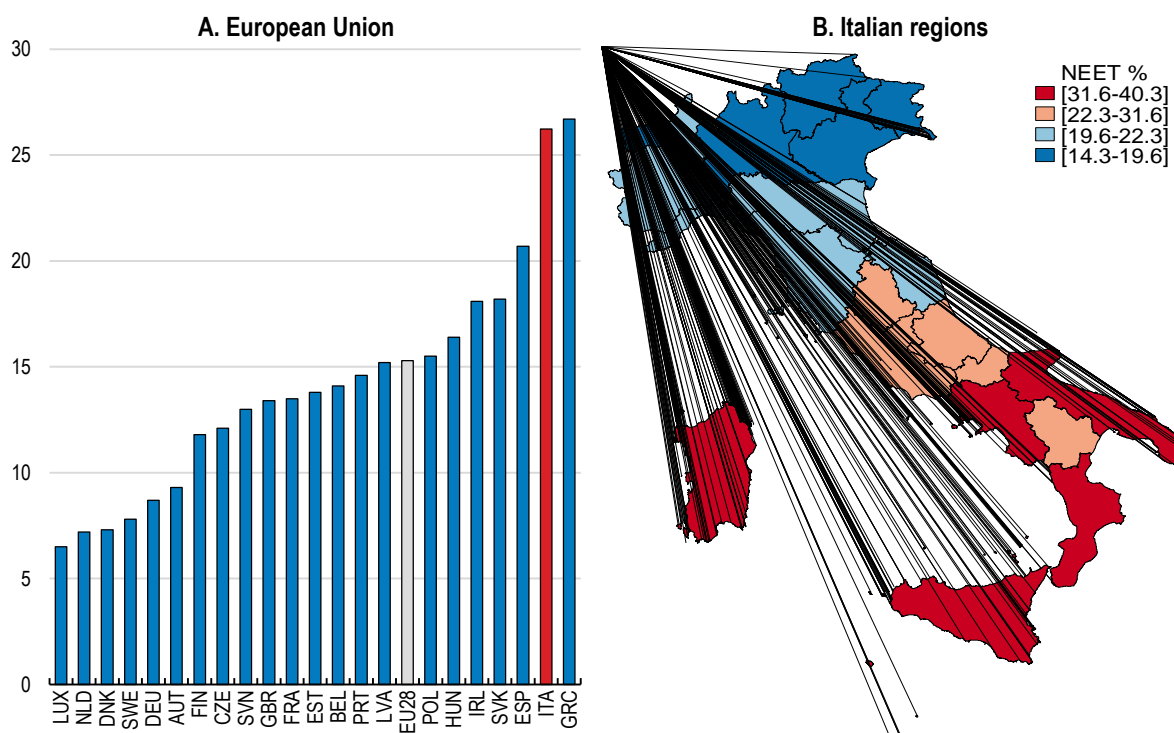 A. European Union
30
25
20
15
10
5
0
LUX
NLD
DNK
SWE
DEU
AUT
FIN
CZE
SVN
GBR
FRA
EST
BEL
PRT
LVA
EU28
POL
HUN
IRL
SVK
ESP
ITA
GRC
B. Italian regions
NEET %
[31.6-40.3]
[22.3-31.6]
[19.6-22.3]
[14.3-19.6]